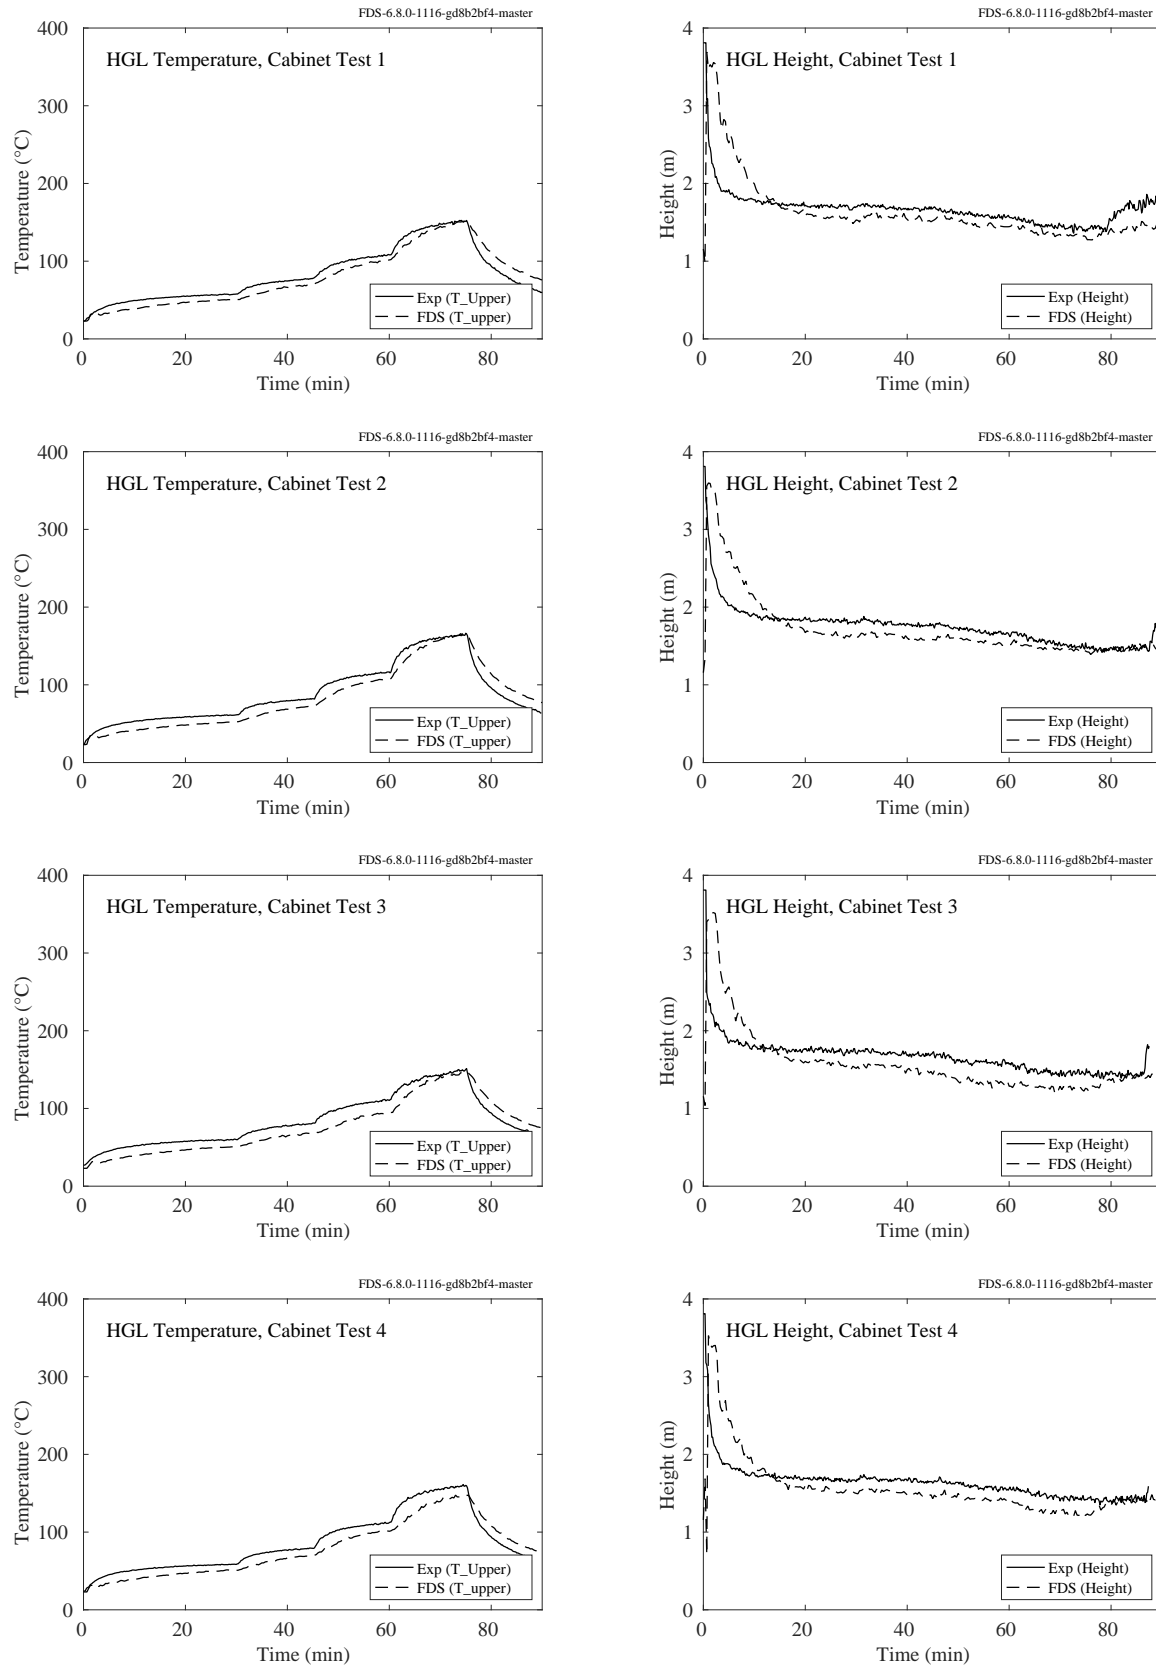 FDS-6.8.0-1116-gd8b2bf4-master
HGL Temperature, Cabinet Test 1
Temperature (°C)
400
300
200
100
0
0 20 40 60 80
Time (min)
Exp (T_Upper)
FDS (T_upper)
FDS-6.8.0-1116-gd8b2bf4-master
HGL Height, Cabinet Test 1
Height (m)
4
3
2
1
0
0 20 40 60 80
Time (min)
Exp (Height)
FDS (Height)
FDS-6.8.0-1116-gd8b2bf4-master
HGL Temperature, Cabinet Test 2
Temperature (°C)
400
300
200
100
0
0 20 40 60 80
Time (min)
Exp (T_Upper)
FDS (T_upper)
FDS-6.8.0-1116-gd8b2bf4-master
HGL Height, Cabinet Test 2
Height (m)
4
3
2
1
0
0 20 40 60 80
Time (min)
Exp (Height)
FDS (Height)
FDS-6.8.0-1116-gd8b2bf4-master
HGL Temperature, Cabinet Test 3
Temperature (°C)
400
300
200
100
0
0 20 40 60 80
Time (min)
Exp (T_Upper)
FDS (T_upper)
FDS-6.8.0-1116-gd8b2bf4-master
HGL Height, Cabinet Test 3
Height (m)
4
3
2
1
0
0 20 40 60 80
Time (min)
Exp (Height)
FDS (Height)
FDS-6.8.0-1116-gd8b2bf4-master
HGL Temperature, Cabinet Test 4
Temperature (°C)
400
300
200
100
0
0 20 40 60 80
Time (min)
Exp (T_Upper)
FDS (T_upper)
FDS-6.8.0-1116-gd8b2bf4-master
HGL Height, Cabinet Test 4
Height (m)
4
3
2
1
0
0 20 40 60 80
Time (min)
Exp (Height)
FDS (Height)